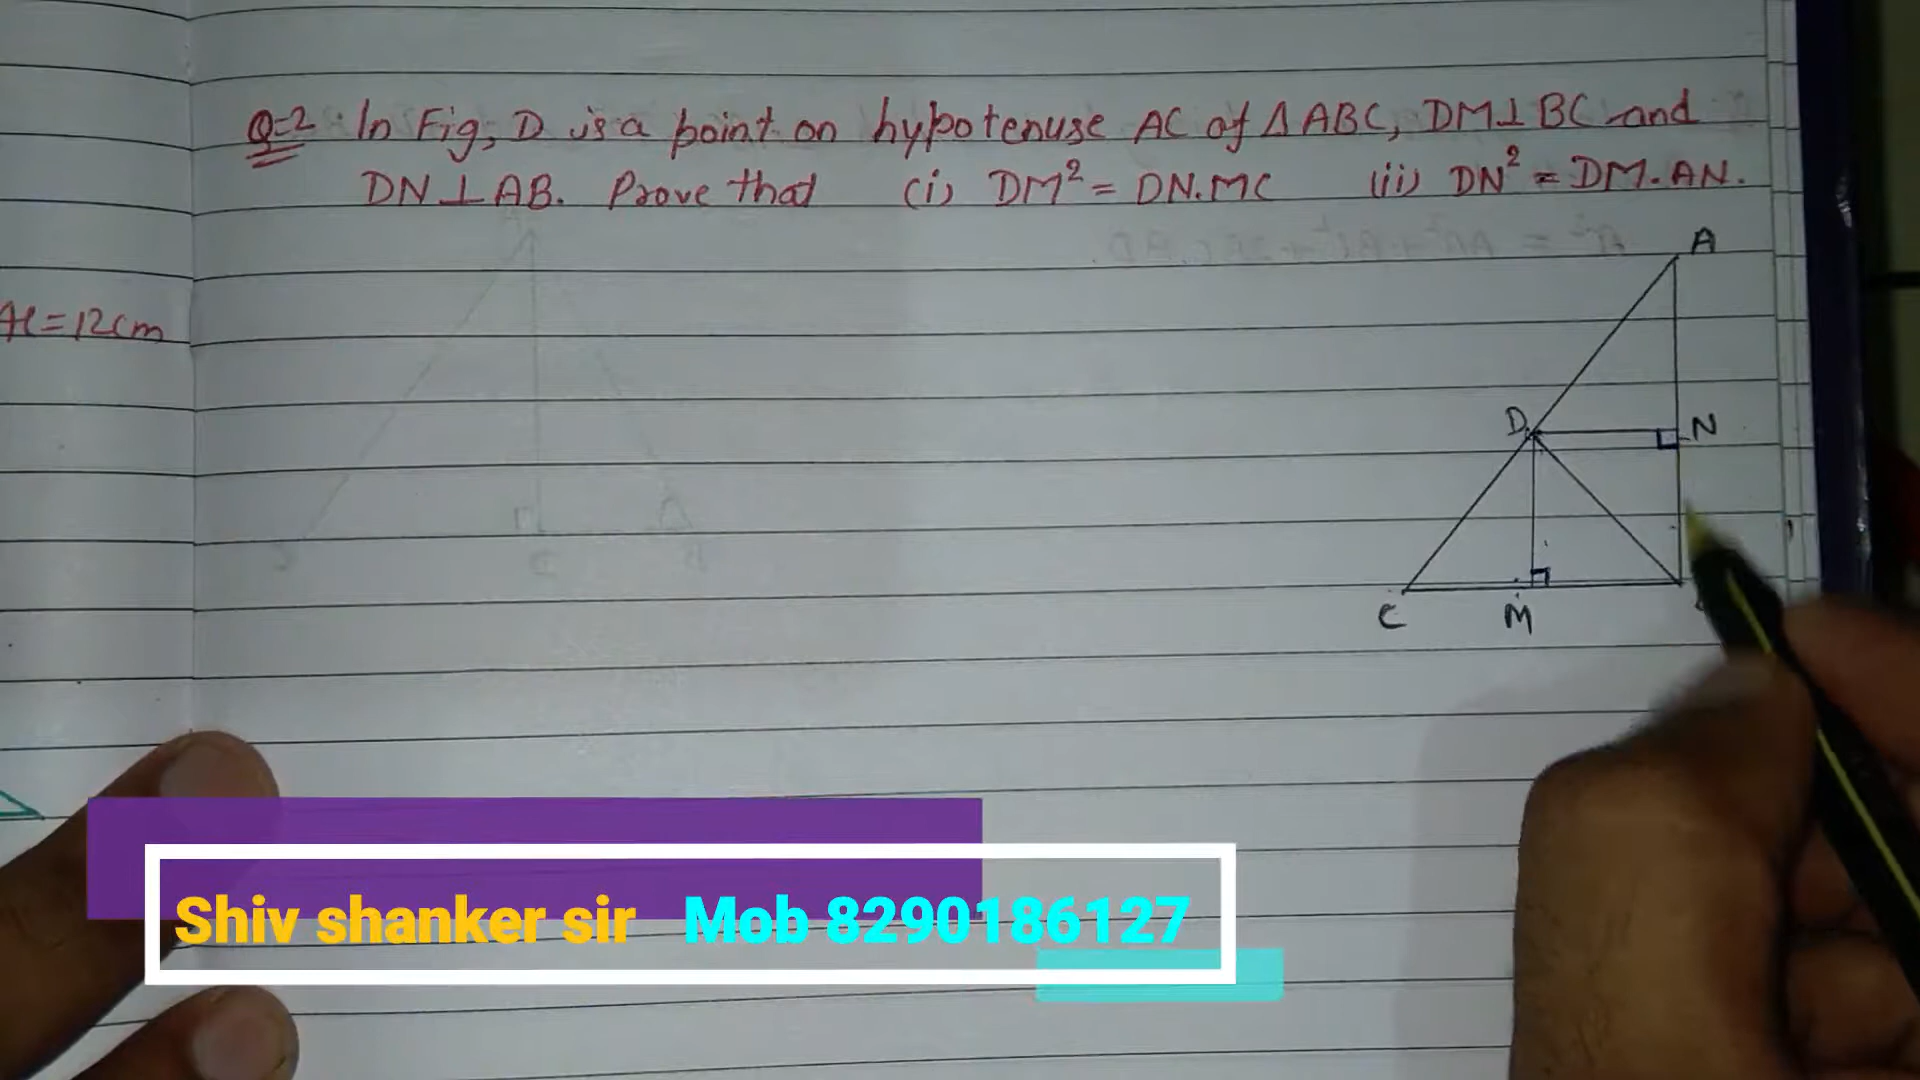 Q=2 In Fig, D is a point on hypotenuse AC of ΔABC, DM⊥BC and
DN⊥AB. Prove that (i) DM² = DN.MC (ii) DN² = DM.AN.
A
AC=12cm
D
N
C
M
Shiv shanker sir Mob 8290186127